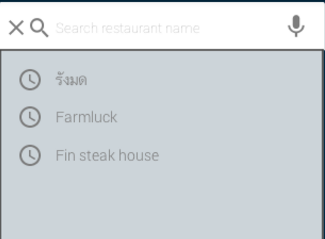 Search restaurant name
รังมด
Farmluck
Fin steak house